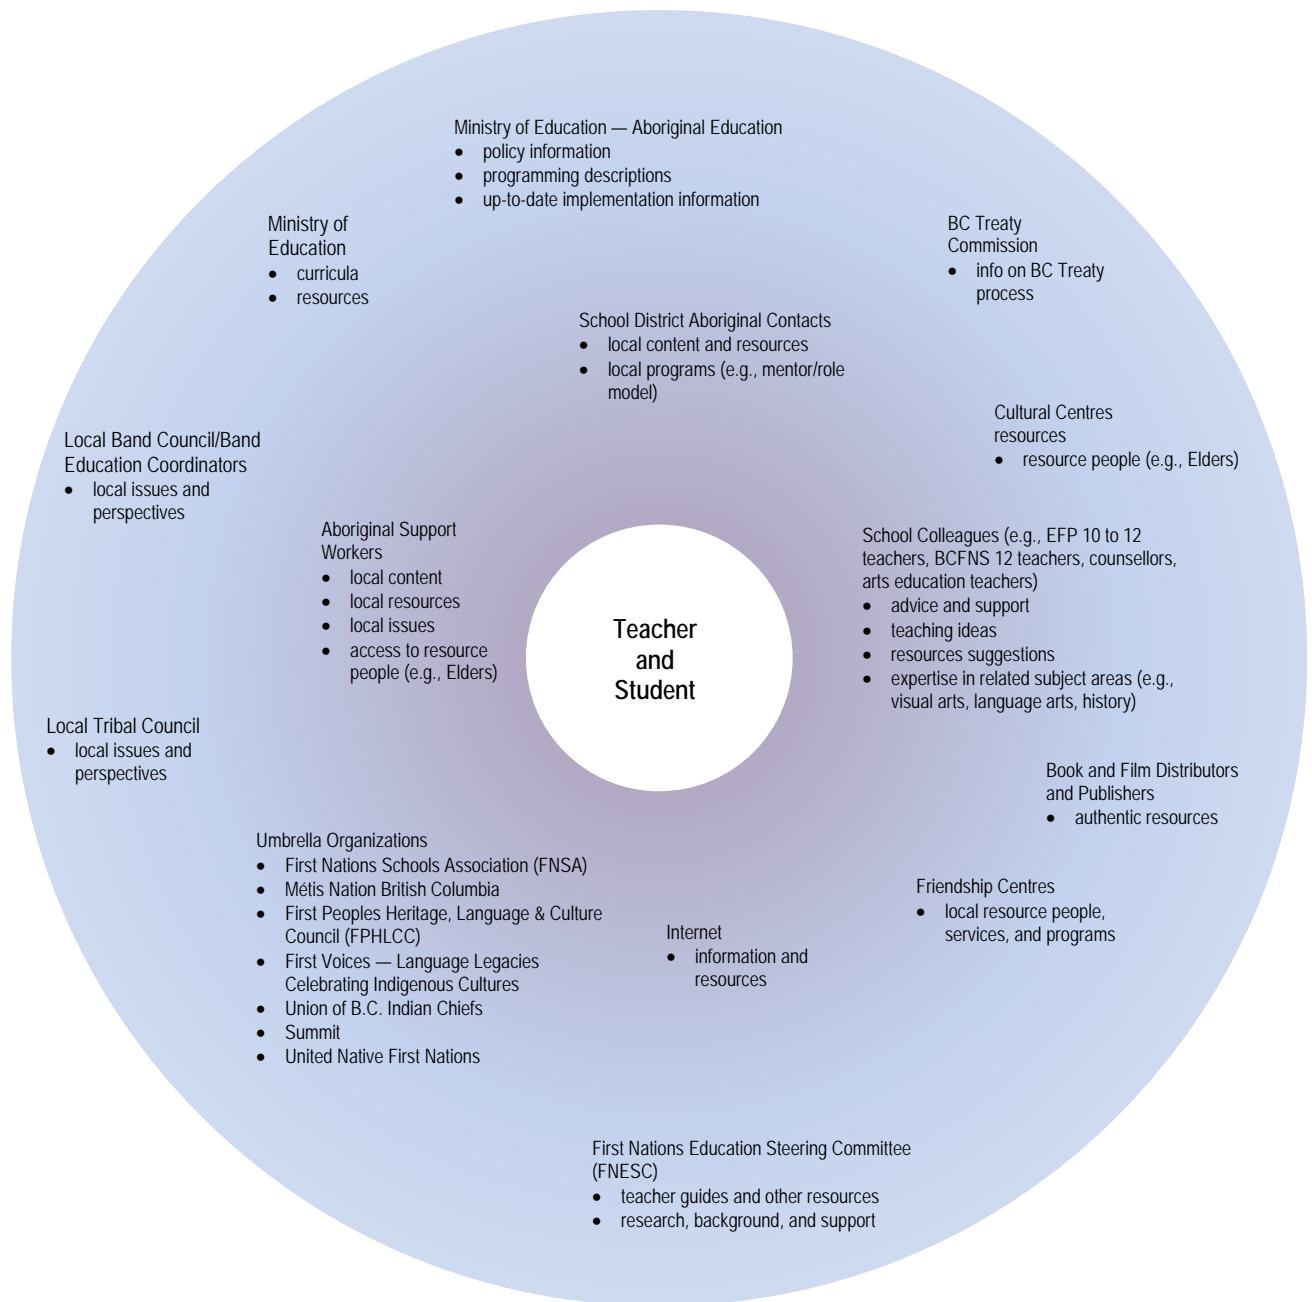 Ministry of Education — Aboriginal Education
• policy information
• programming descriptions
• up-to-date implementation information
Ministry of
Education
• curricula
• resources
BC Treaty
Commission
• info on BC Treaty
process
School District Aboriginal Contacts
• local content and resources
• local programs (e.g., mentor/role
model)
Cultural Centres
resources
• resource people (e.g., Elders)
Local Band Council/Band
Education Coordinators
• local issues and
perspectives
Aboriginal Support
Workers
• local content
• local resources
• local issues
• access to resource
people (e.g., Elders)
Teacher
and
Student
School Colleagues (e.g., EFP 10 to 12
teachers, BCFNS 12 teachers, counsellors,
arts education teachers)
• advice and support
• teaching ideas
• resources suggestions
• expertise in related subject areas (e.g.,
visual arts, language arts, history)
Local Tribal Council
• local issues and
perspectives
Book and Film Distributors
and Publishers
• authentic resources
Umbrella Organizations
• First Nations Schools Association (FNSA)
• Métis Nation British Columbia
• First Peoples Heritage, Language & Culture
Council (FPHLCC)
• First Voices — Language Legacies
Celebrating Indigenous Cultures
• Union of B.C. Indian Chiefs
• Summit
• United Native First Nations
Friendship Centres
• local resource people,
services, and programs
Internet
• information and
resources
First Nations Education Steering Committee
(FNESC)
• teacher guides and other resources
• research, background, and support